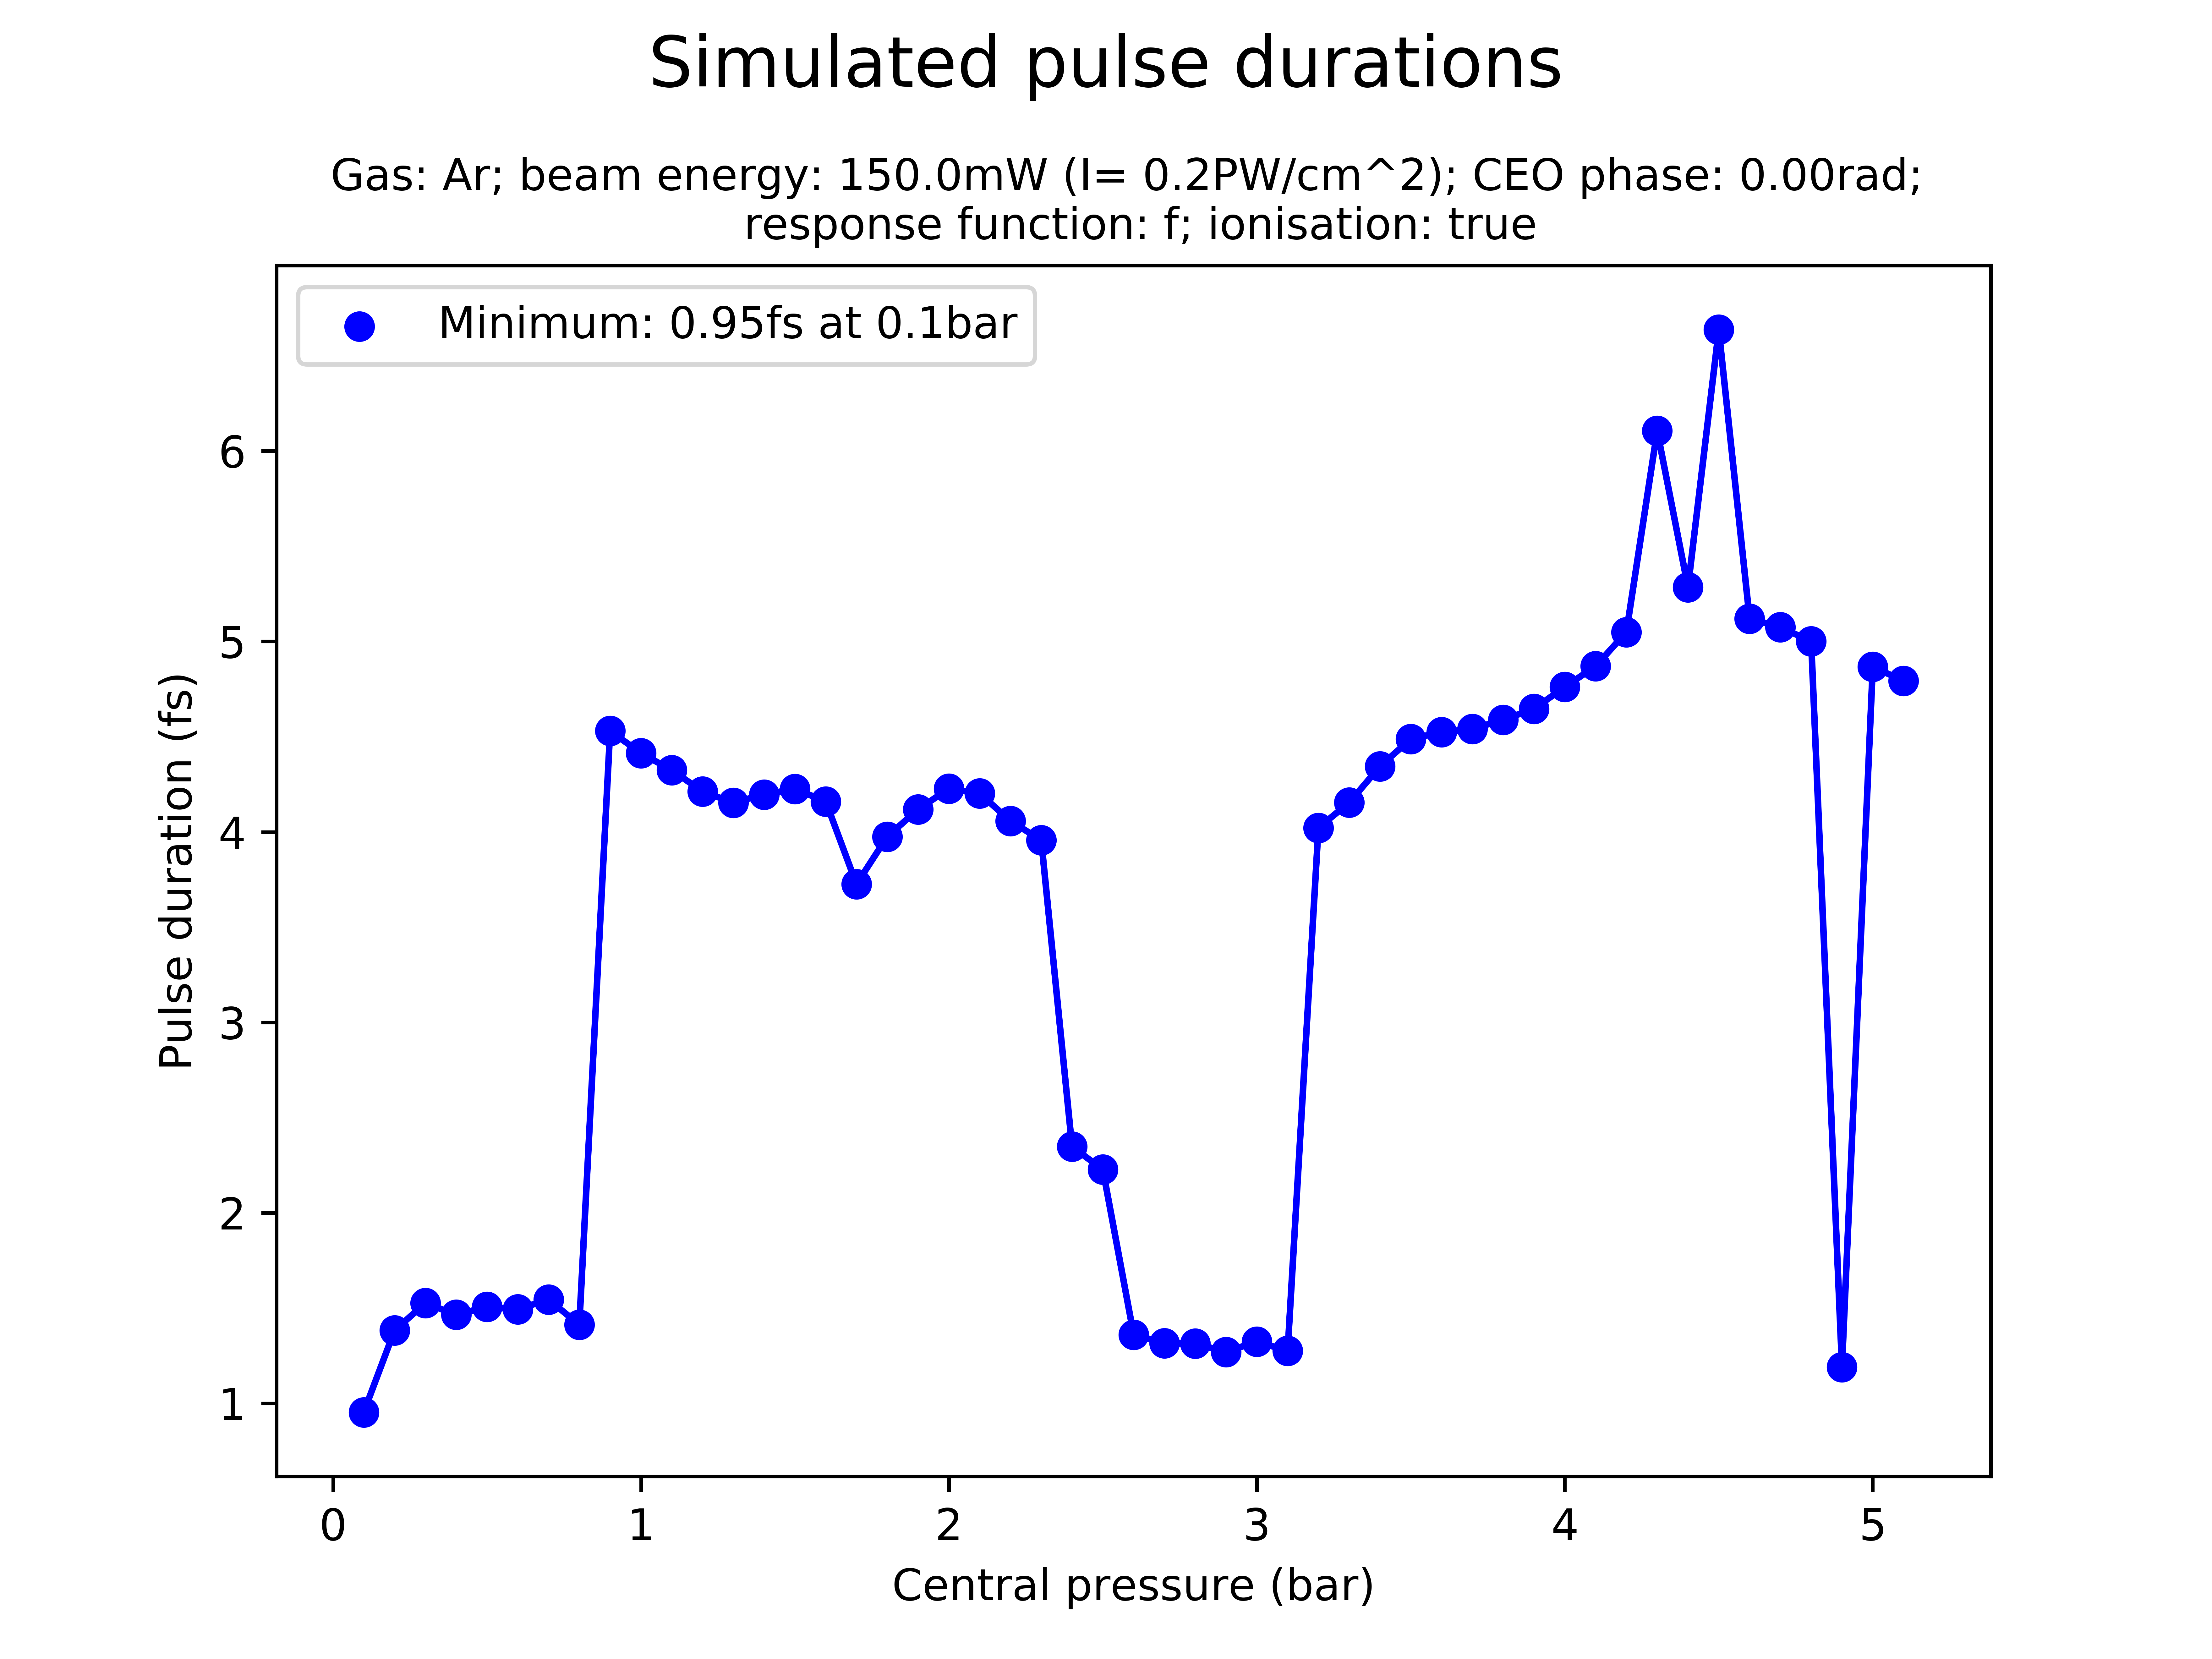 Simulated pulse durations
Gas: Ar; beam energy: 150.0mW (I= 0.2PW/cm^2); CEO phase: 0.00rad;
response function: f; ionisation: true
Minimum: 0.95fs at 0.1bar
Pulse duration (fs)
6
5
4
3
2
1
0 1 2 3 4 5
Central pressure (bar)